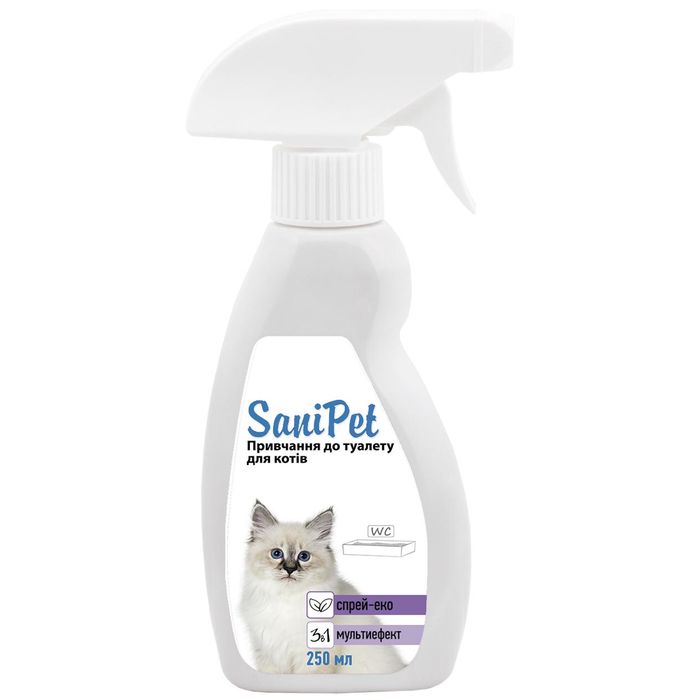 SaniPet
Привчання до туалету
для котів
WC
спрей-еко
3в1 мультиефект
250 мл